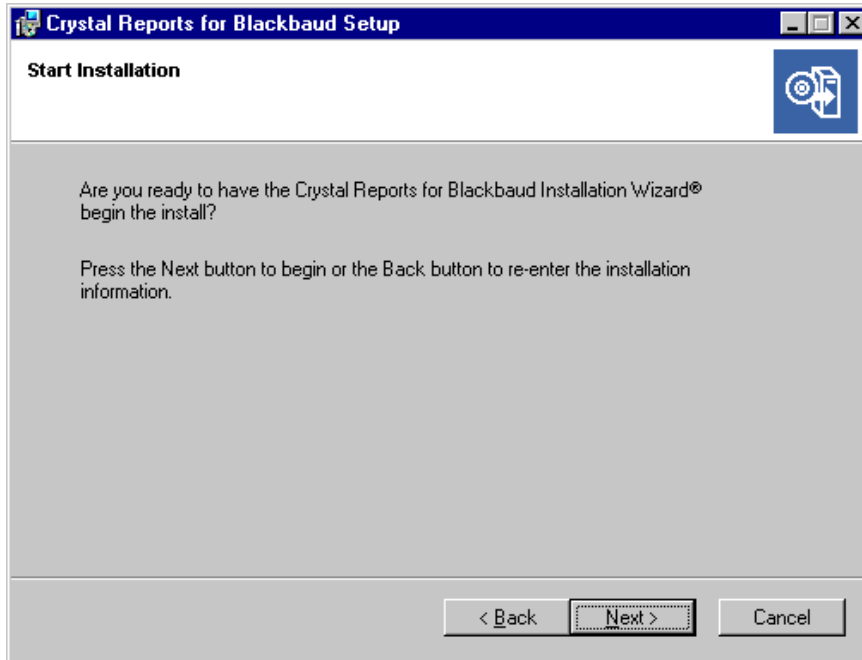 Crystal Reports for Blackbaud Setup
Start Installation
Are you ready to have the Crystal Reports for Blackbaud Installation Wizard®
begin the install?
Press the Next button to begin or the Back button to re-enter the installation
information.
< Back
Next >
Cancel